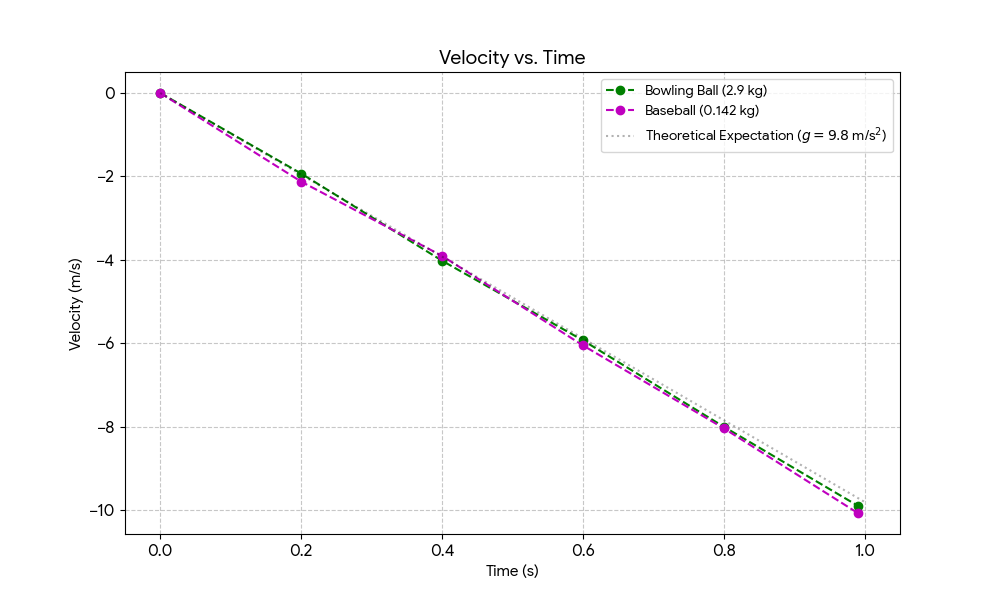 Velocity vs. Time
Bowling Ball (2.9 kg)
Baseball (0.142 kg)
Theoretical Expectation (g = 9.8 m/s²)
Velocity (m/s)
0
−2
−4
−6
−8
−10
0.0 0.2 0.4 0.6 0.8 1.0
Time (s)